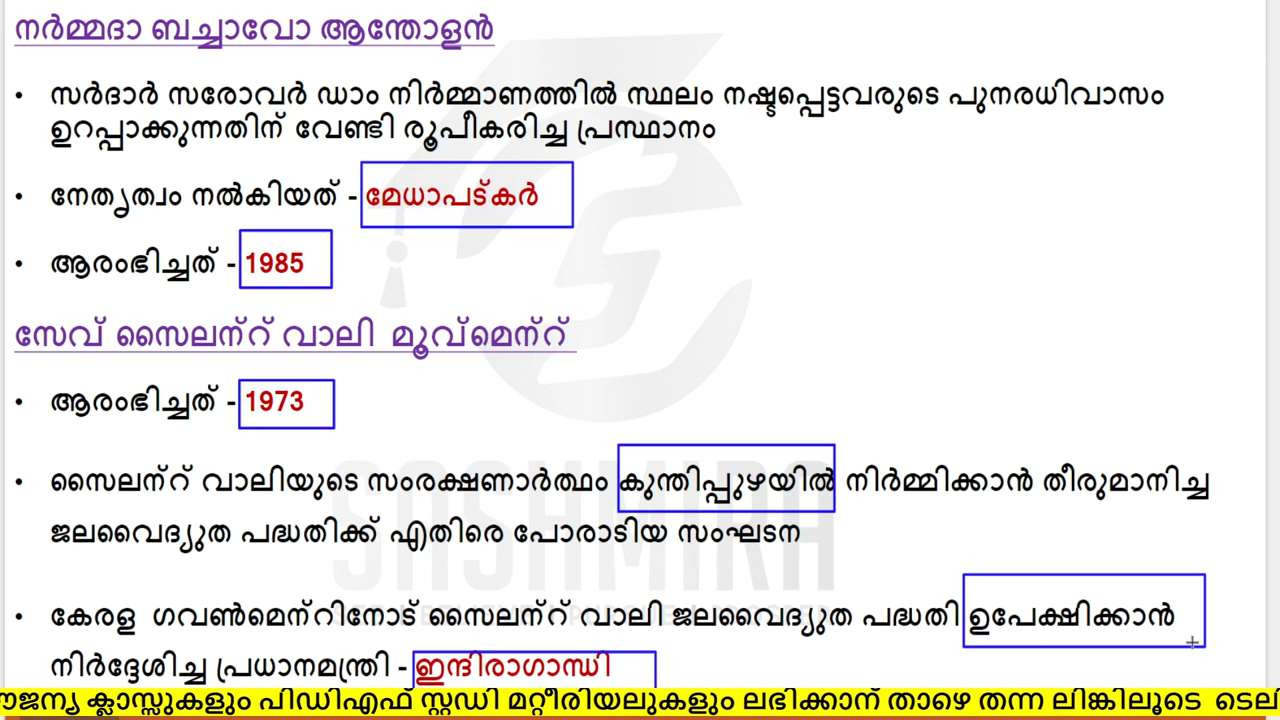 നർമ്മദാ ബച്ചാവോ ആന്തോളൻ
• സർദാർ സരോവർ ഡാം നിർമ്മാണത്തിൽ സ്ഥലം നഷ്ടപ്പെട്ടവരുടെ പുനരധിവാസം
ഉറപ്പാക്കുന്നതിന് വേണ്ടി രൂപീകരിച്ച പ്രസ്ഥാനം
• നേതൃത്വം നൽകിയത് - മേധാപട്കർ
• ആരംഭിച്ചത് - 1985
സേവ് സൈലന്റ് വാലി മൂവ്മെന്റ്
• ആരംഭിച്ചത് - 1973
• സൈലന്റ് വാലിയുടെ സംരക്ഷണാർത്ഥം കുന്തിപ്പുഴയിൽ നിർമ്മിക്കാൻ തീരുമാനിച്ച
ജലവൈദ്യുത പദ്ധതിക്ക് എതിരെ പോരാടിയ സംഘടന
• കേരള ഗവൺമെന്റിനോട് സൈലന്റ് വാലി ജലവൈദ്യുത പദ്ധതി ഉപേക്ഷിക്കാൻ
നിർദ്ദേശിച്ച പ്രധാനമന്ത്രി - ഇന്ദിരാഗാന്ധി
ക്ലാസ്സുകളും പിഡിഎഫ് സ്റ്റഡി മറ്റീരിയലുകളും ലഭിക്കാന് താഴെ തന്ന ലിങ്കിലൂടെ
SASHMIRA